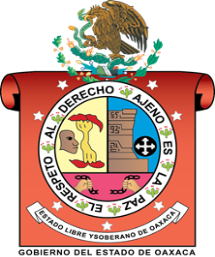 EL RESPETO AL DERECHO AJENO ES LA PAZ
ESTADO LIBRE YSOBERANO DE OAXACA
GOBIERNO DEL ESTADO DE OAXACA